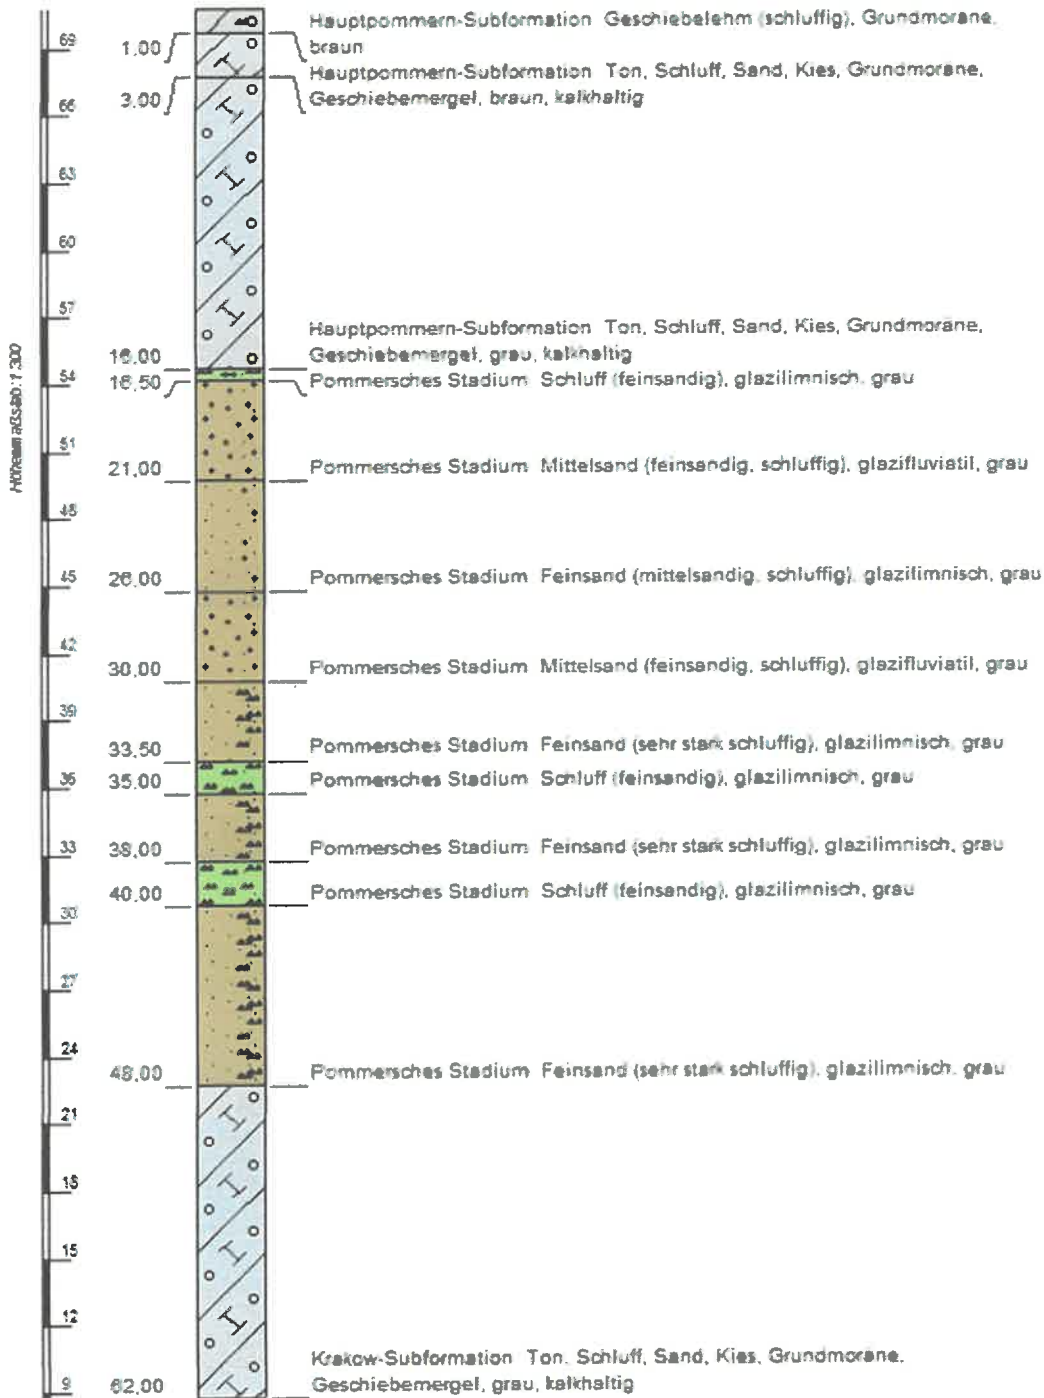 Höhenmaßstab: 1:300
69
66
63
60
57
54
51
48
45
42
39
36
33
30
27
24
21
18
15
12
9
1,00
Hauptpommern-Subformation Geschiebelehm (schluffig), Grundmoräne,
braun
3,00
Hauptpommern-Subformation Ton, Schluff, Sand, Kies, Grundmoräne,
Geschiebemergel, braun, kalkhaltig
16,00
Hauptpommern-Subformation Ton, Schluff, Sand, Kies, Grundmoräne,
Geschiebemergel, grau, kalkhaltig
16,50
Pommersches Stadium Schluff (feinsandig), glazilimnisch, grau
21,00
Pommersches Stadium Mittelsand (feinsandig, schluffig), glazifluviatil, grau
26,00
Pommersches Stadium Feinsand (mittelsandig, schluffig), glazilimnisch, grau
30,00
Pommersches Stadium Mittelsand (feinsandig, schluffig), glazifluviatil, grau
33,50
Pommersches Stadium Feinsand (sehr stark schluffig), glazilimnisch, grau
35,00
Pommersches Stadium Schluff (feinsandig), glazilimnisch, grau
38,00
Pommersches Stadium Feinsand (sehr stark schluffig), glazilimnisch, grau
40,00
Pommersches Stadium Schluff (feinsandig), glazilimnisch, grau
48,00
Pommersches Stadium Feinsand (sehr stark schluffig), glazilimnisch, grau
62,00
Krakow-Subformation Ton, Schluff, Sand, Kies, Grundmoräne,
Geschiebemergel, grau, kalkhaltig